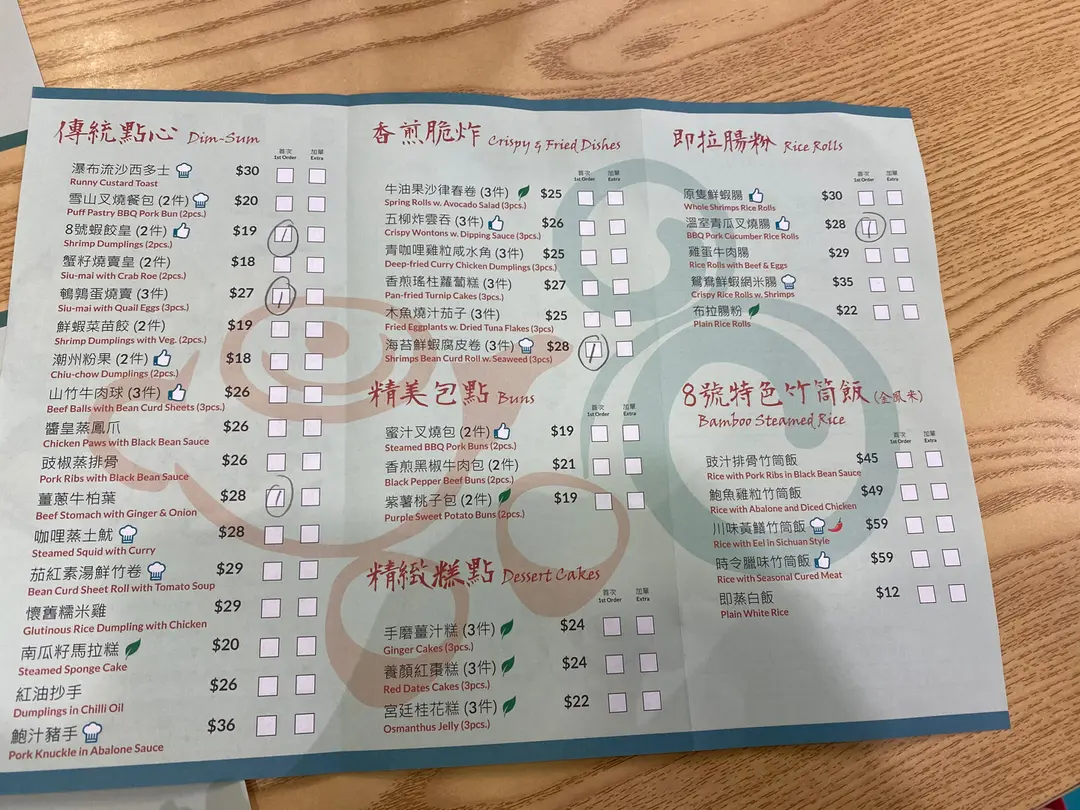 傳統點心 Dim-Sum
首次 加單
1st Order Extra
瀑布流沙西多士 $30
Runny Custard Toast
雪山叉燒餐包 (2件) $20
Puff Pastry BBQ Pork Bun (2pcs.)
8號蝦餃皇 (2件) $19 1
Shrimp Dumplings (2pcs.)
蟹籽燒賣皇 (2件) $18
Siu-mai with Crab Roe (2pcs.)
鵪鶉蛋燒賣 (3件) $27 1
Siu-mai with Quail Eggs (3pcs.)
鮮蝦菜苗餃 (2件) $19
Shrimp Dumplings with Veg. (2pcs.)
潮州粉果 (2件) $18
Chiu-chow Dumplings (2pcs.)
山竹牛肉球 (3件) $26
Beef Balls with Bean Curd Sheets (3pcs.)
醬皇蒸鳳爪 $26
Chicken Paws with Black Bean Sauce
豉椒蒸排骨 $26
Pork Ribs with Black Bean Sauce
薑蔥牛柏葉 $28 1
Beef Stomach with Ginger & Onion
咖哩蒸土魷 $28
Steamed Squid with Curry
茄紅素湯鮮竹卷 $29
Bean Curd Sheet Roll with Tomato Soup
懷舊糯米雞 $29
Glutinous Rice Dumpling with Chicken
南瓜籽馬拉糕 $20
Steamed Sponge Cake
紅油抄手 $26
Dumplings in Chilli Oil
鮑汁豬手 $36
Pork Knuckle in Abalone Sauce
香煎脆炸 Crispy & Fried Dishes
首次 加單
1st Order Extra
牛油果沙律春卷 (3件) $25
Spring Rolls w. Avocado Salad (3pcs.)
五柳炸雲吞 (3件) $26
Crispy Wontons w. Dipping Sauce (3pcs.)
青咖哩雞粒咸水角 (3件) $25
Deep-fried Curry Chicken Dumplings (3pcs.)
香煎瑤柱蘿蔔糕 (3件) $27
Pan-fried Turnip Cakes (3pcs.)
木魚燒汁茄子 (3件) $25
Fried Eggplants w. Dried Tuna Flakes (3pcs)
海苔鮮蝦腐皮卷 (3件) $28 1
Shrimps Bean Curd Roll w. Seaweed (3pcs)
精美包點 Buns
首次 加單
1st Order Extra
蜜汁叉燒包 (2件) $19
Steamed BBQ Pork Buns (2pcs.)
香煎黑椒牛肉包 (2件) $21
Black Pepper Beef Buns (2pcs.)
紫薯桃子包 (2件) $19
Purple Sweet Potato Buns (2pcs.)
精緻糕點 Dessert Cakes
首次 加單
1st Order Extra
手磨薑汁糕 (3件) $24
Ginger Cakes (3pcs.)
養顏紅棗糕 (3件) $24
Red Dates Cakes (3pcs.)
宮廷桂花糕 (3件) $22
Osmanthus Jelly (3pcs.)
即拉腸粉 Rice Rolls
首次 加單
1st Order Extra
原隻鮮蝦腸 $30
Whole Shrimps Rice Rolls
溫室青瓜叉燒腸 $28 1
BBQ Pork Cucumber Rice Rolls
雞蛋牛肉腸 $29
Rice Rolls with Beef & Eggs
鴛鴦鮮蝦網米腸 $35
Crispy Rice Rolls w. Shrimps
布拉腸粉 $22
Plain Rice Rolls
8號特色竹筒飯 (金鳳米)
Bamboo Steamed Rice
首次 加單
1st Order Extra
豉汁排骨竹筒飯 $45
Rice with Pork Ribs in Black Bean Sauce
鮑魚雞粒竹筒飯 $49
Rice with Abalone and Diced Chicken
川味黃鱔竹筒飯 $59
Rice with Eel in Sichuan Style
時令臘味竹筒飯 $59
Rice with Seasonal Cured Meat
即蒸白飯 $12
Plain White Rice